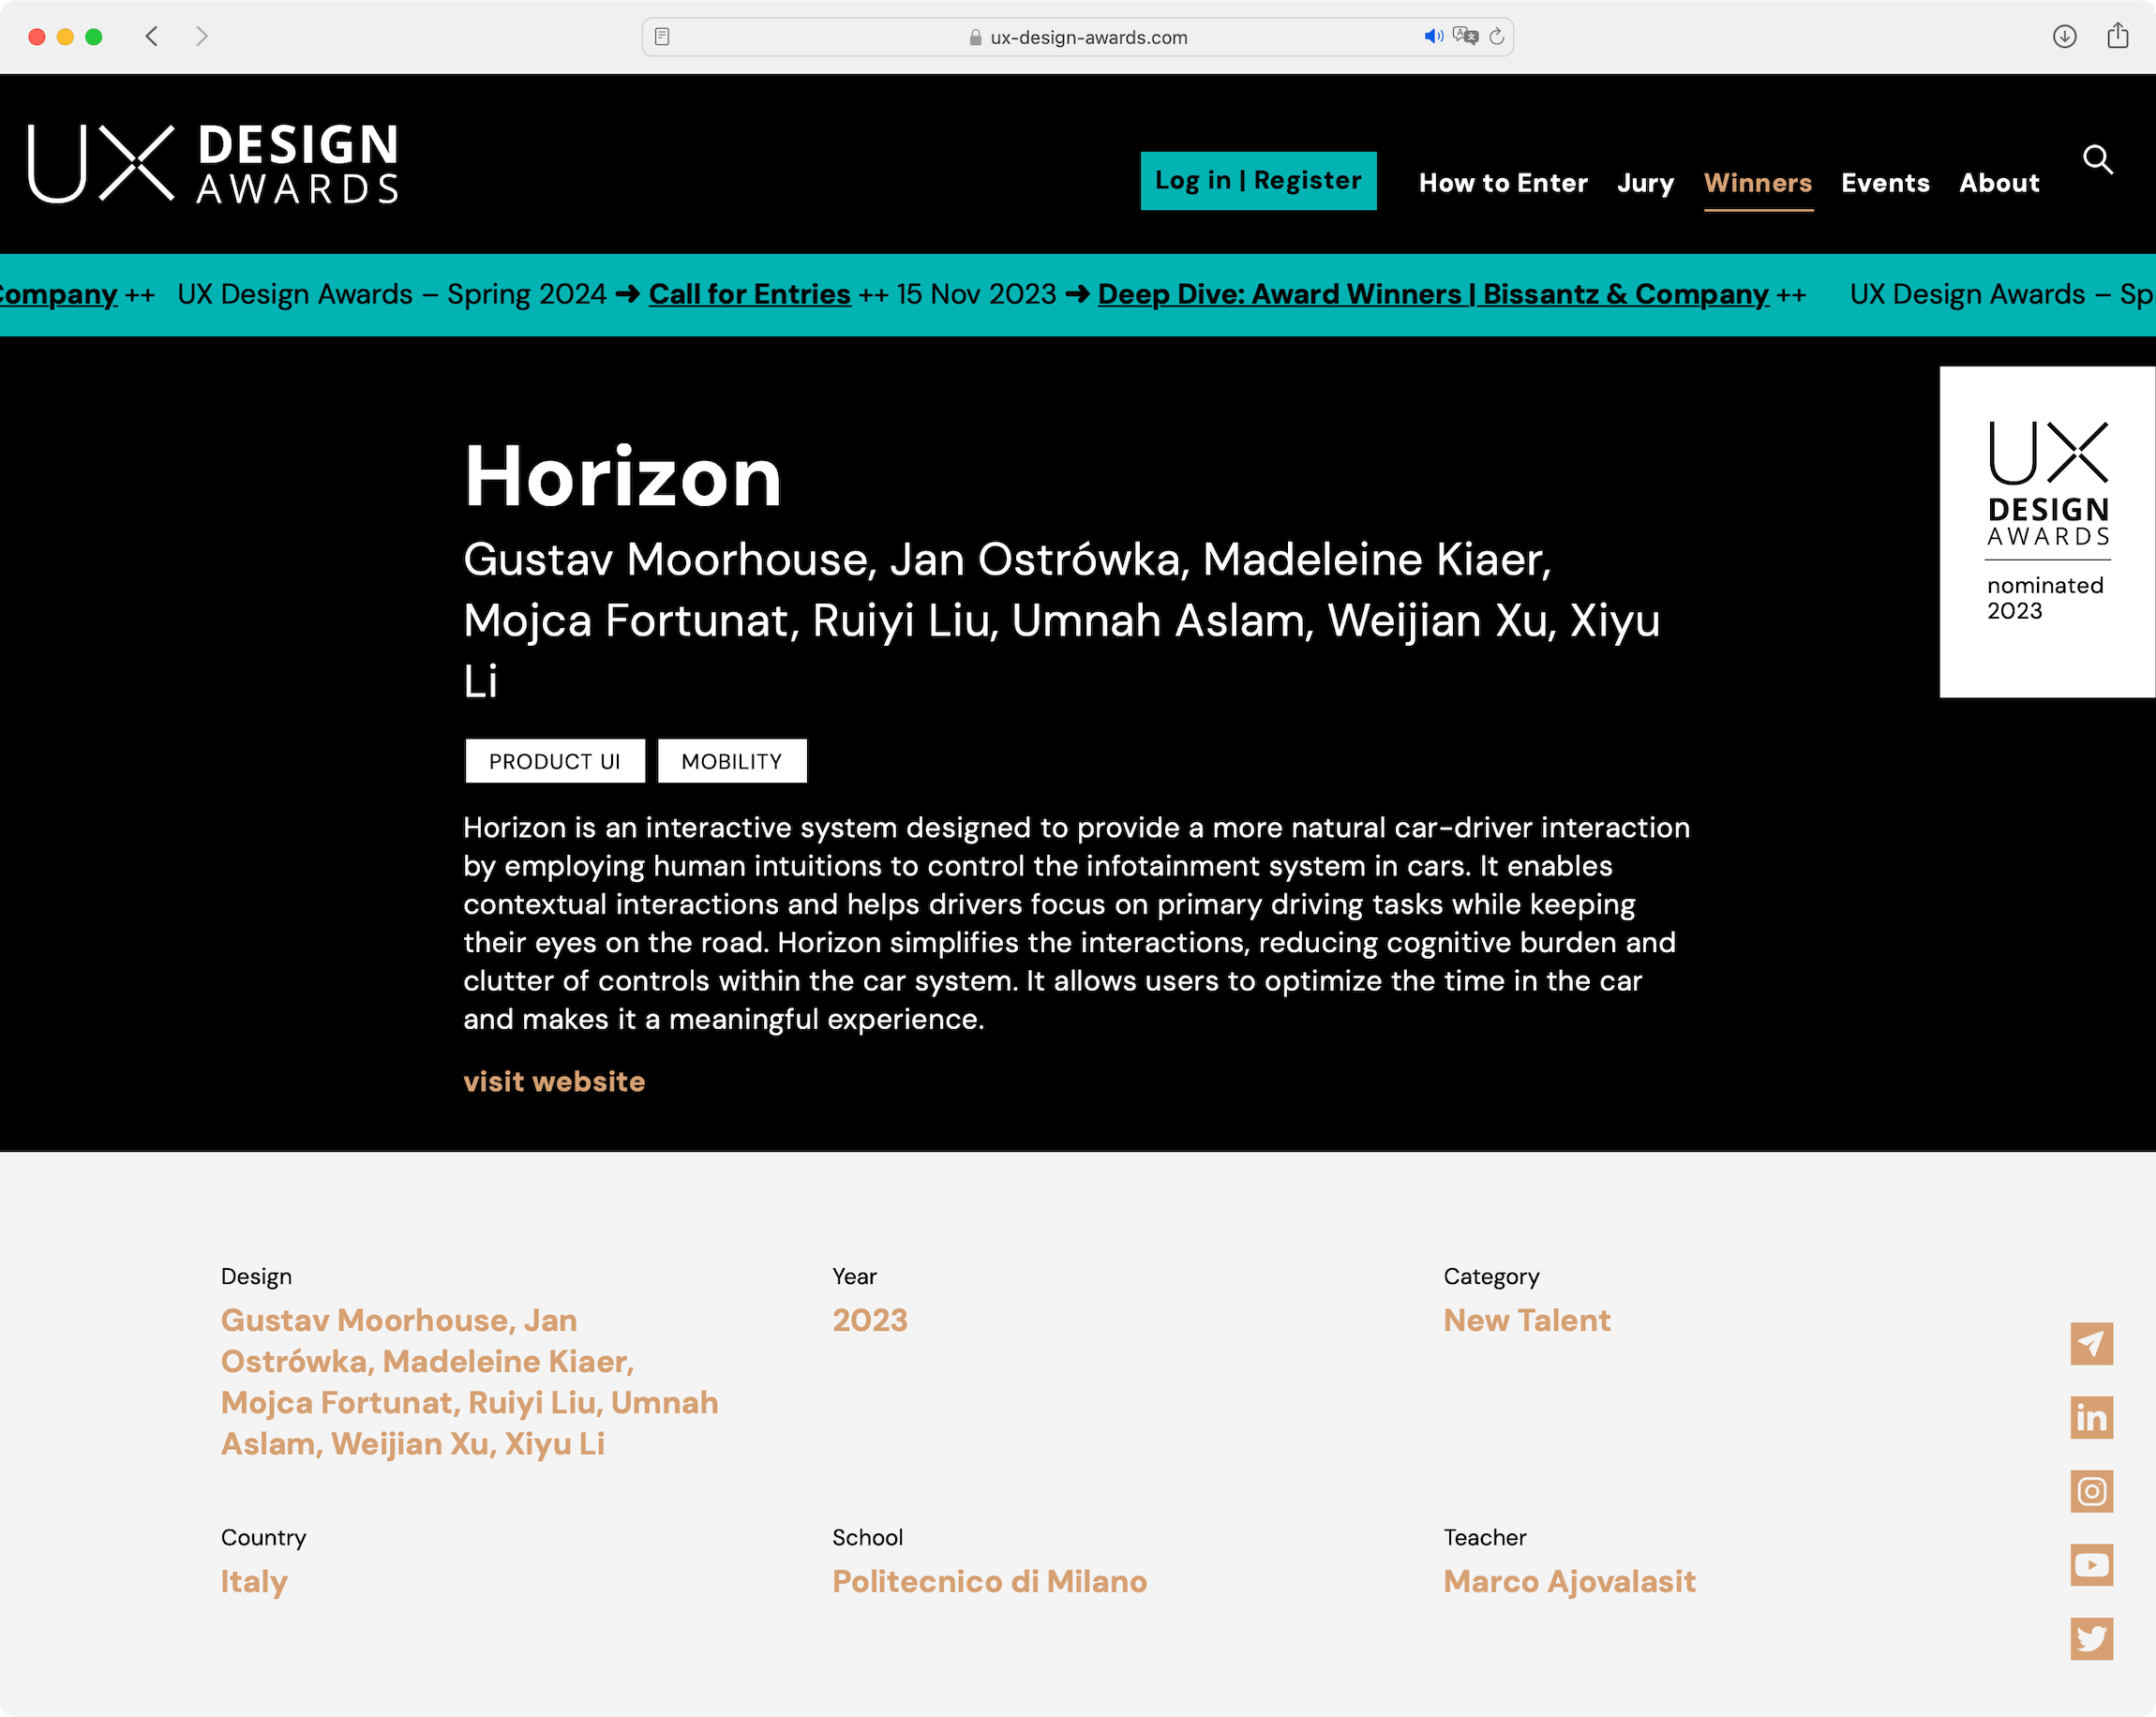 ux-design-awards.com
UX DESIGN
AWARDS
Log in | Register
How to Enter
Jury
Winners
Events
About
Company ++ UX Design Awards – Spring 2024 ➜ Call for Entries ++ 15 Nov 2023 ➜ Deep Dive: Award Winners | Bissantz & Company ++ UX Design Awards – Sp
Horizon
Gustav Moorhouse, Jan Ostrówka, Madeleine Kiaer,
Mojca Fortunat, Ruiyi Liu, Umnah Aslam, Weijian Xu, Xiyu
Li
UX
DESIGN
AWARDS
nominated
2023
PRODUCT UI
MOBILITY
Horizon is an interactive system designed to provide a more natural car-driver interaction
by employing human intuitions to control the infotainment system in cars. It enables
contextual interactions and helps drivers focus on primary driving tasks while keeping
their eyes on the road. Horizon simplifies the interactions, reducing cognitive burden and
clutter of controls within the car system. It allows users to optimize the time in the car
and makes it a meaningful experience.
visit website
Design
Gustav Moorhouse, Jan
Ostrówka, Madeleine Kiaer,
Mojca Fortunat, Ruiyi Liu, Umnah
Aslam, Weijian Xu, Xiyu Li
Year
2023
Category
New Talent
Country
Italy
School
Politecnico di Milano
Teacher
Marco Ajovalasit
in